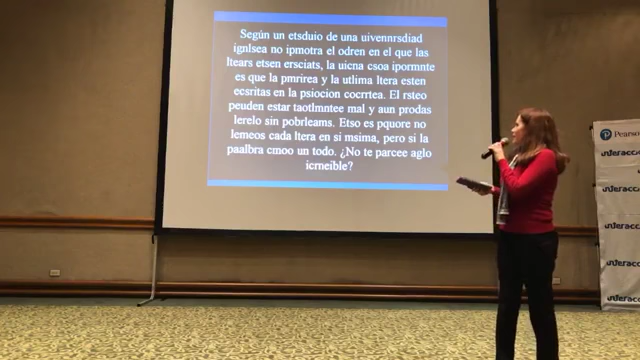 Según un etsduio de una uivennrsdiad
ignlsea no ipmotra el odren en el que las
ltears etsen ersciats, la uicna csoa ipormnte
es que la pmrirea y la utlima ltera esten
ecsritas en la psiocion cocrrtea. El rsteo
peuden estar taotlmntee mal y aun prodas
lerelo sin pobrleams. Etso es pquore no
lemeos cada ltera en si msima, pero si la
paalbra cmoo un todo. ¿No te parcee aglo
icrneible?
Pearson